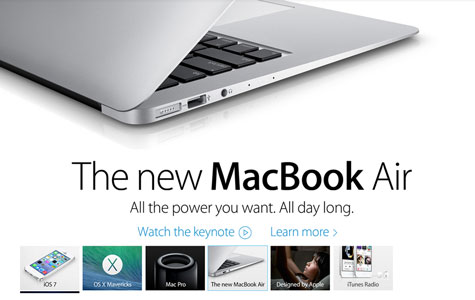 The new MacBook Air
All the power you want. All day long.
Watch the keynote
Learn more >
iOS 7
X
OS X Mavericks
Mac Pro
The new MacBook Air
Designed by Apple
iTunes Radio